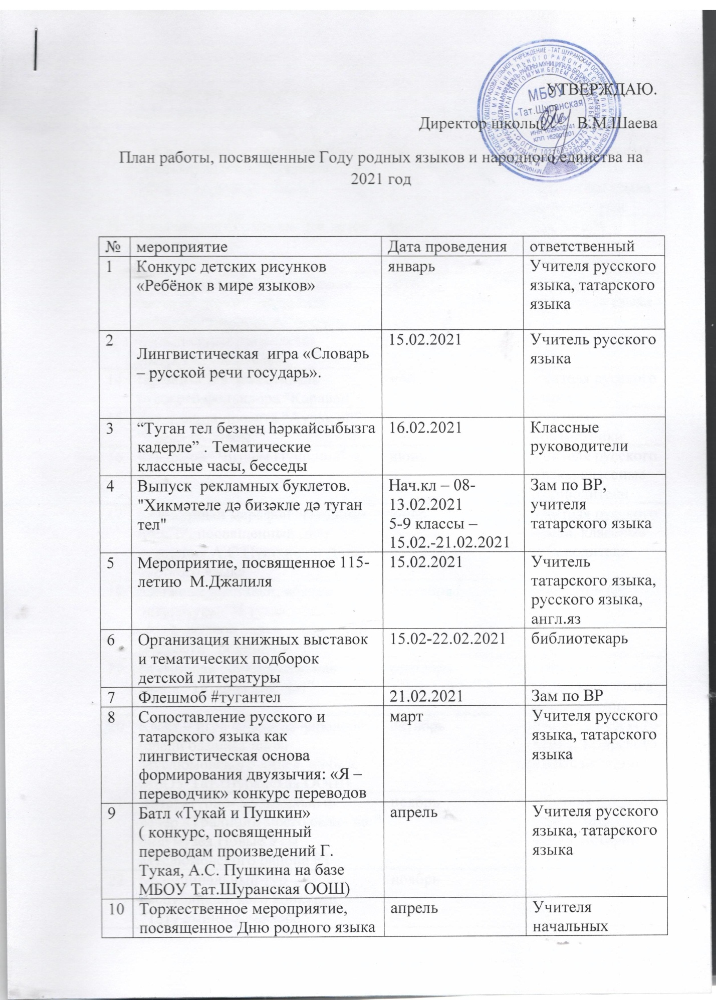 УТВЕРЖДАЮ.
МБОУ
«Тат.Шуранская
ООШ»
ИНН 1629002741
КПП 162901001
Директор школы: В.М.Шаева
План работы, посвященные Году родных языков и народного единства на
2021 год
№ мероприятие Дата проведения ответственный
1 Конкурс детских рисунков январь Учителя русского
«Ребёнок в мире языков» языка, татарского
языка
2 15.02.2021 Учитель русского
Лингвистическая игра «Словарь языка
– русской речи государь».
3 “Туган тел безнең һәркайсыбызга 16.02.2021 Классные
кадерле” . Тематические руководители
классные часы, бесседы
4 Выпуск рекламных буклетов. Нач.кл – 08- Зам по ВР,
"Хикмәтеле дә бизәкле дә туган 13.02.2021 учителя
тел" 5-9 классы – татарского языка
15.02.-21.02.2021
5 Мероприятие, посвященное 115- 15.02.2021 Учитель
летию М.Джалиля татарского языка,
русского языка,
англ.яз
6 Организация книжных выставок 15.02-22.02.2021 библиотекарь
и тематических подборок
детской литературы
7 Флешмоб #тугантел 21.02.2021 Зам по ВР
8 Сопоставление русского и март Учителя русского
татарского языка как языка, татарского
лингвистическая основа языка
формирования двуязычия: «Я –
переводчик» конкурс переводов
9 Батл «Тукай и Пушкин» апрель Учителя русского
( конкурс, посвященный языка, татарского
переводам произведений Г. языка
Тукая, А.С. Пушкина на базе
МБОУ Тат.Шуранская ООШ)
10 Торжественное мероприятие, апрель Учителя
посвященное Дню родного языка начальных